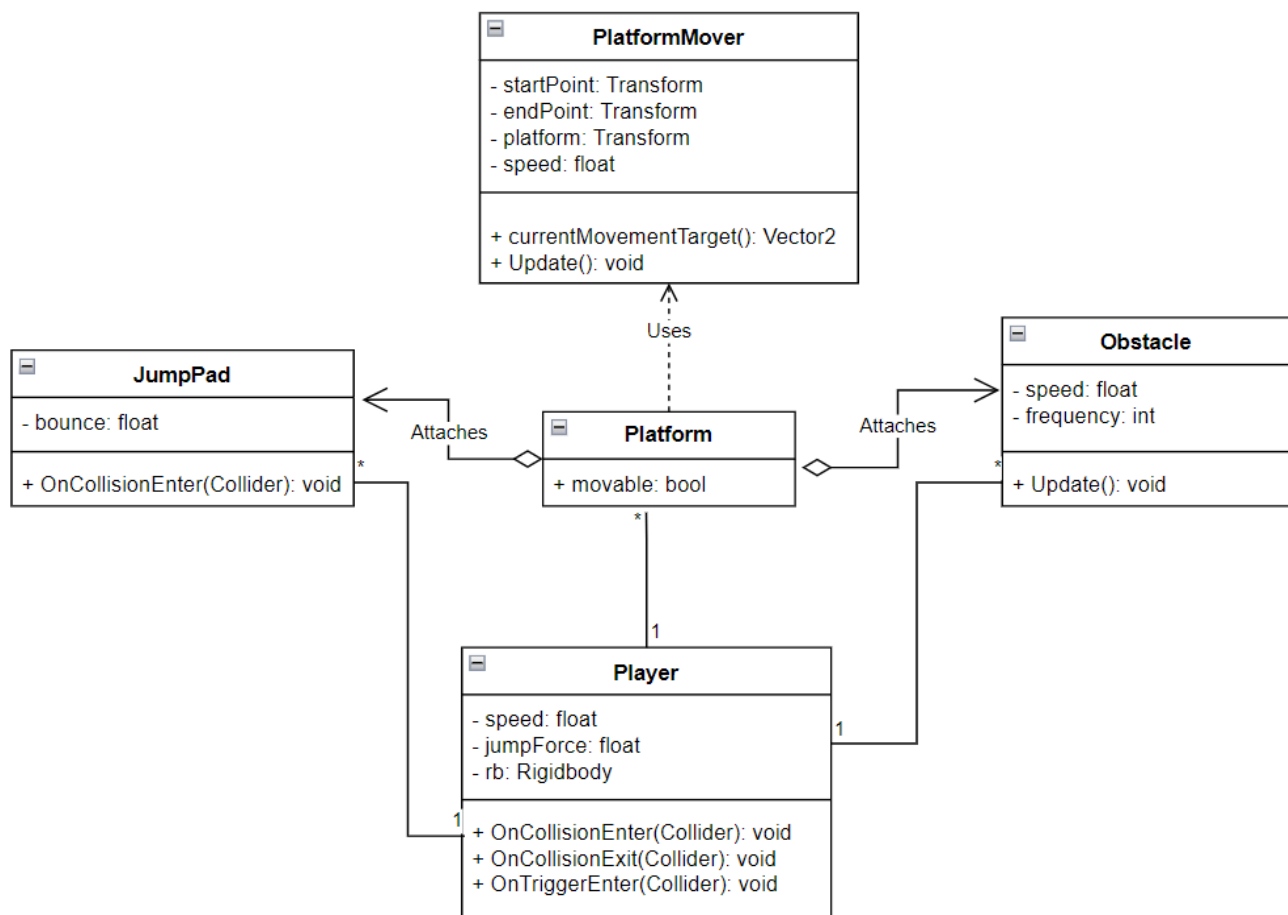 PlatformMover
- startPoint: Transform
- endPoint: Transform
- platform: Transform
- speed: float
+ currentMovementTarget(): Vector2
+ Update(): void
Uses
JumpPad
- bounce: float
+ OnCollisionEnter(Collider): void
*
Attaches
Platform
+ movable: bool
*
Attaches
Obstacle
- speed: float
- frequency: int
*
+ Update(): void
1
Player
- speed: float
- jumpForce: float
- rb: Rigidbody
1
1
+ OnCollisionEnter(Collider): void
+ OnCollisionExit(Collider): void
+ OnTriggerEnter(Collider): void